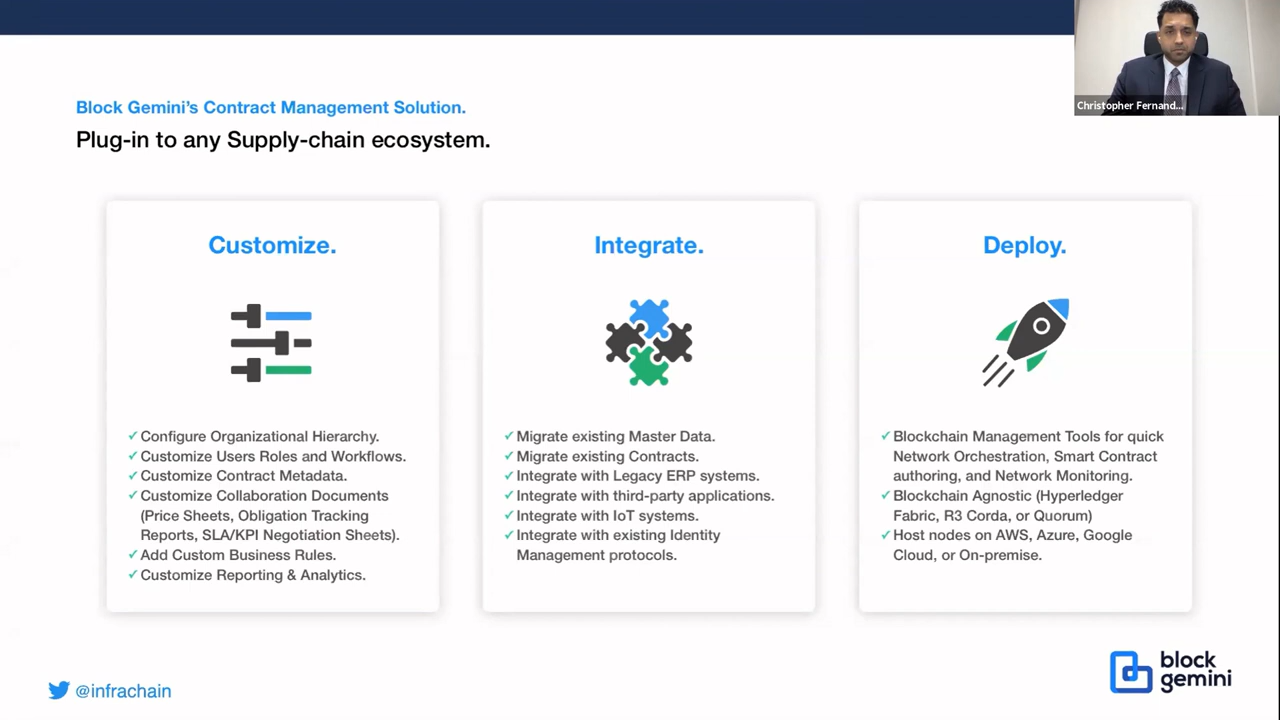 Christopher Fernand...
Block Gemini's Contract Management Solution.
Plug-in to any Supply-chain ecosystem.
Customize.
Configure Organizational Hierarchy.
Customize Users Roles and Workflows.
Customize Contract Metadata.
Customize Collaboration Documents
(Price Sheets, Obligation Tracking
Reports, SLA/KPI Negotiation Sheets).
Add Custom Business Rules.
Customize Reporting & Analytics.
Integrate.
Migrate existing Master Data.
Migrate existing Contracts.
Integrate with Legacy ERP systems.
Integrate with third-party applications.
Integrate with IoT systems.
Integrate with existing Identity
Management protocols.
Deploy.
Blockchain Management Tools for quick
Network Orchestration, Smart Contract
authoring, and Network Monitoring.
Blockchain Agnostic (Hyperledger
Fabric, R3 Corda, or Quorum)
Host nodes on AWS, Azure, Google
Cloud, or On-premise.
@infrachain
block
gemini